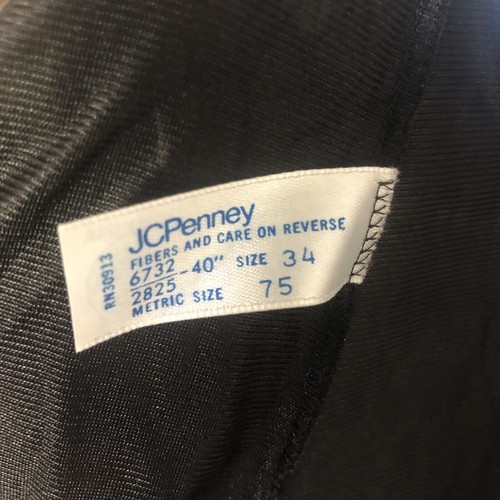 JCPenney
FIBERS AND CARE ON REVERSE
6732
2825 -40" SIZE 34
METRIC SIZE 75
RN30913